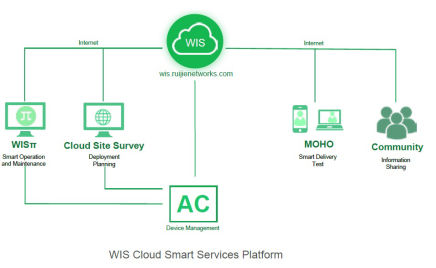 WIS
Internet
Internet
wis.ruijienetworks.com
π
WISπ
Smart Operation
and Maintenance
Cloud Site Survey
Deployment
Planning
MOHO
Smart Delivery
Test
Community
Information
Sharing
AC
Device Management
WIS Cloud Smart Services Platform